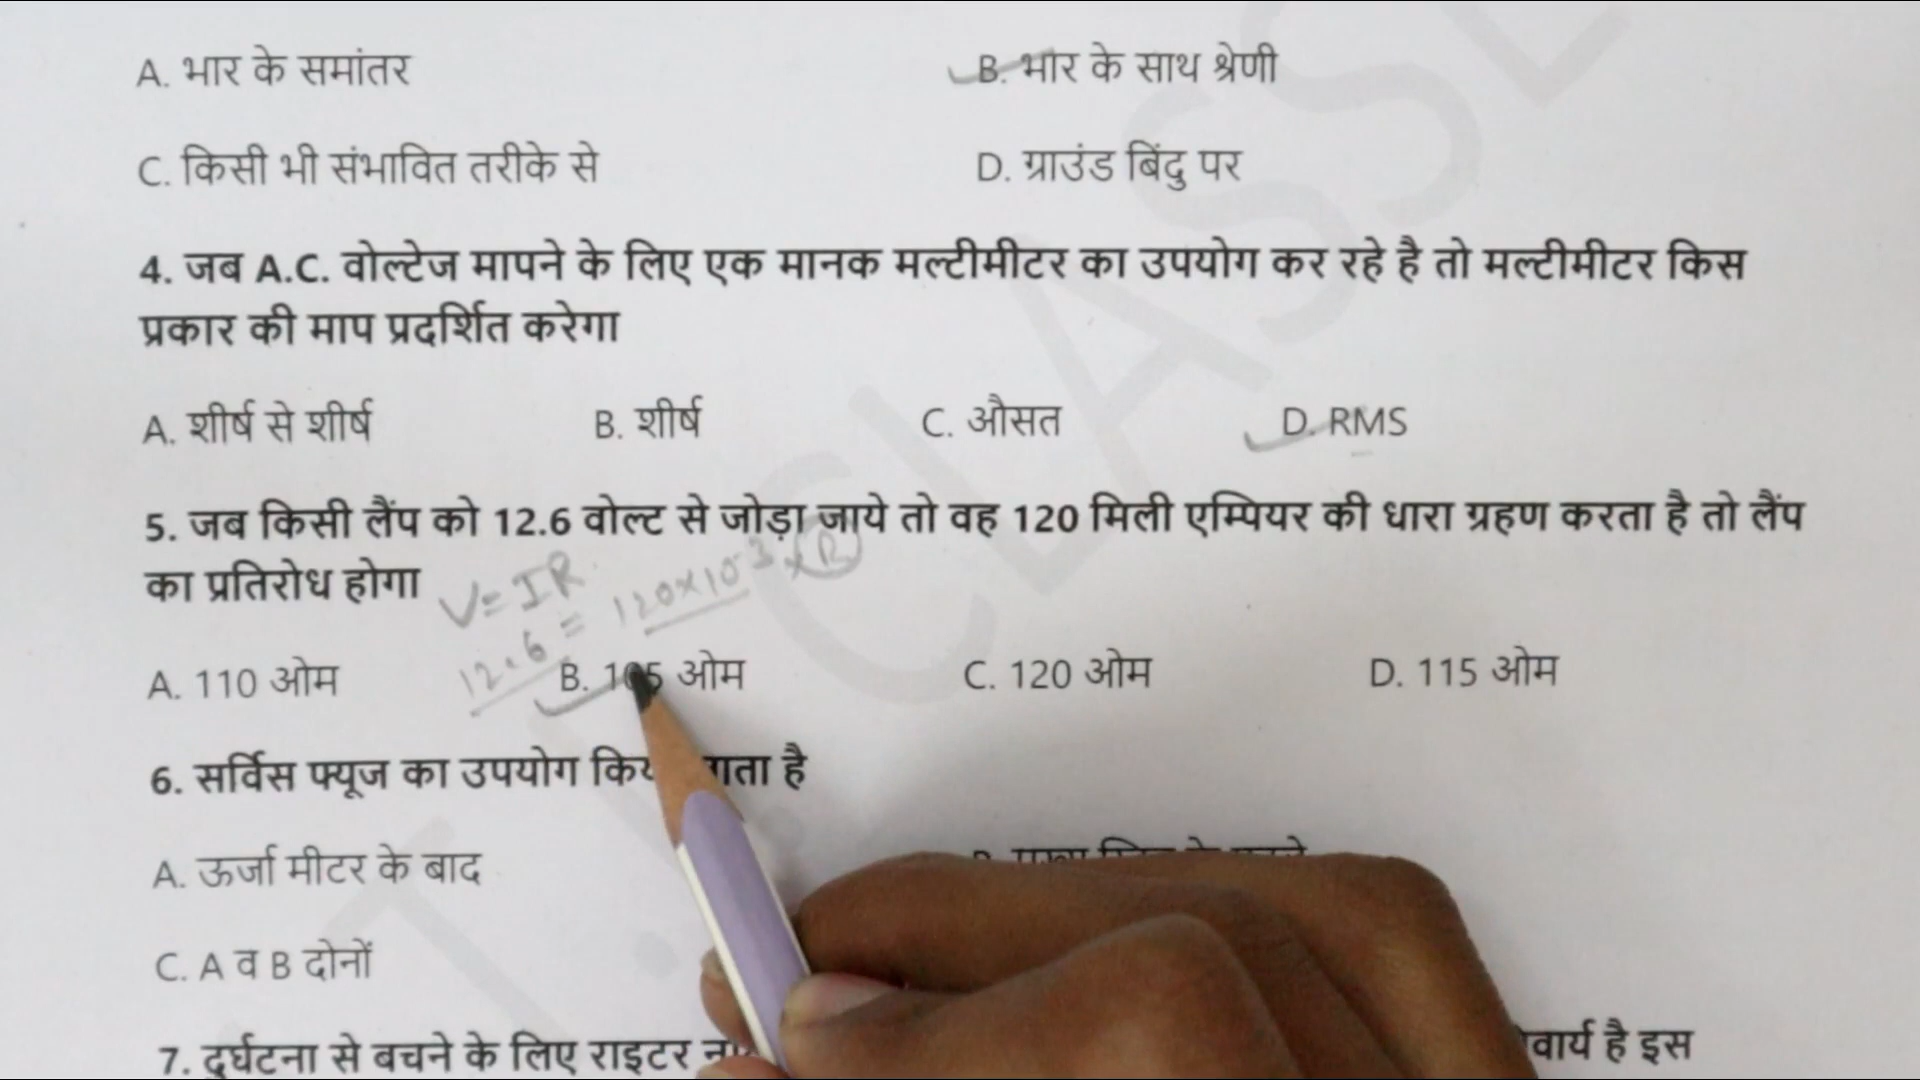 A. भार के समांतर B. भार के साथ श्रेणी
C. किसी भी संभावित तरीके से D. ग्राउंड बिंदु पर
4. जब A.C. वोल्टेज मापने के लिए एक मानक मल्टीमीटर का उपयोग कर रहे है तो मल्टीमीटर किस
प्रकार की माप प्रदर्शित करेगा
A. शीर्ष से शीर्ष B. शीर्ष C. औसत D. RMS
5. जब किसी लैंप को 12.6 वोल्ट से जोड़ा जाये तो वह 120 मिली एम्पियर की धारा ग्रहण करता है तो लैंप
का प्रतिरोध होगा
V=IR
12.6 = 120×10⁻³ × R
A. 110 ओम B. 105 ओम C. 120 ओम D. 115 ओम
6. सर्विस फ्यूज का उपयोग है
A. ऊर्जा मीटर के बाद
C. A व B दोनों
7. दुर्घटना से बचने के लिए राइटर है इस